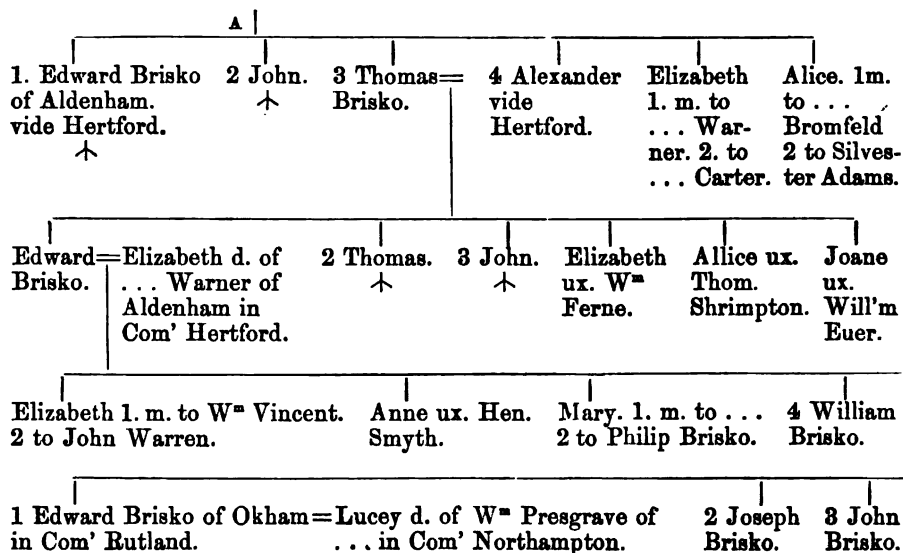 A
1. Edward Brisko 2 John. 3 Thomas= 4 Alexander Elizabeth Alice. 1m.
of Aldenham. Brisko. vide 1. m. to to ...
vide Hertford. Hertford. ... War- Bromfeld
ner. 2. to 2 to Silves-
... Carter. ter Adams.
Edward=Elizabeth d. of 2 Thomas. 3 John. Elizabeth Allice ux. Joane
Brisko. ... Warner of ux. Wm Thom. ux.
Aldenham in Ferne. Shrimpton. Will'm
Com' Hertford. Euer.
Elizabeth 1. m. to Wm Vincent. Anne ux. Hen. Mary. 1. m. to ... 4 William
2 to John Warren. Smyth. 2 to Philip Brisko. Brisko.
1 Edward Brisko of Okham=Lucey d. of Wm Presgrave of 2 Joseph 3 John
in Com' Rutland. ... in Com' Northampton. Brisko. Brisko.